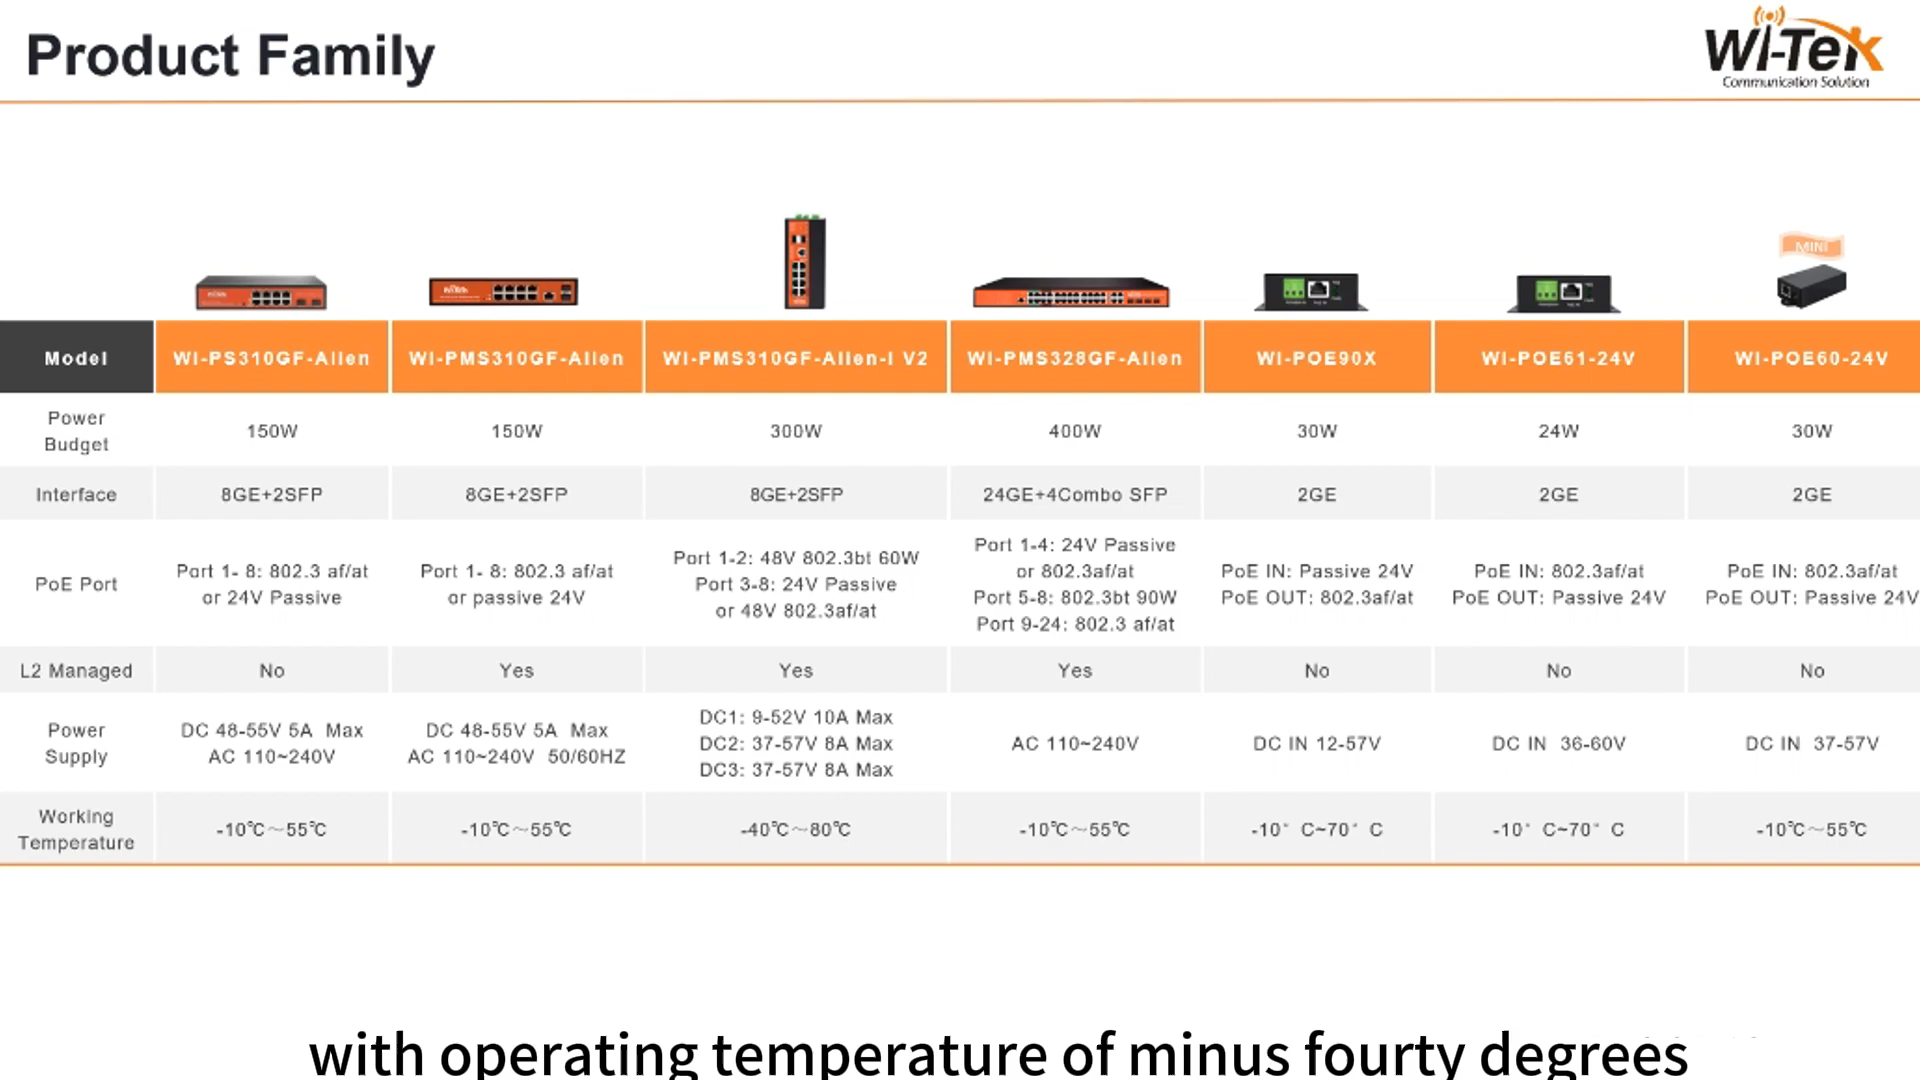 Product Family
Wi-Tek
Communication Solution
MINI
Model WI-PS310GF-Alien WI-PMS310GF-Alien WI-PMS310GF-Alien-I V2 WI-PMS328GF-Alien WI-POE90X WI-POE61-24V WI-POE60-24V
Power Budget 150W 150W 300W 400W 30W 24W 30W
Interface 8GE+2SFP 8GE+2SFP 8GE+2SFP 24GE+4Combo SFP 2GE 2GE 2GE
PoE Port
Port 1- 8: 802.3 af/at
or 24V Passive
Port 1- 8: 802.3 af/at
or passive 24V
Port 1-2: 48V 802.3bt 60W
Port 3-8: 24V Passive
or 48V 802.3af/at
Port 1-4: 24V Passive
or 802.3af/at
Port 5-8: 802.3bt 90W
Port 9-24: 802.3 af/at
PoE IN: Passive 24V
PoE OUT: 802.3af/at
PoE IN: 802.3af/at
PoE OUT: Passive 24V
PoE IN: 802.3af/at
PoE OUT: Passive 24V
L2 Managed No Yes Yes Yes No No No
Power
Supply
DC 48-55V 5A Max
AC 110~240V
DC 48-55V 5A Max
AC 110~240V 50/60HZ
DC1: 9-52V 10A Max
DC2: 37-57V 8A Max
DC3: 37-57V 8A Max
AC 110~240V
DC IN 12-57V
DC IN 36-60V
DC IN 37-57V
Working
Temperature
-10℃～55℃
-10℃～55℃
-40℃～80℃
-10℃～55℃
-10° C~70° C
-10° C~70° C
-10℃～55℃
with operating temperature of minus fourty degrees